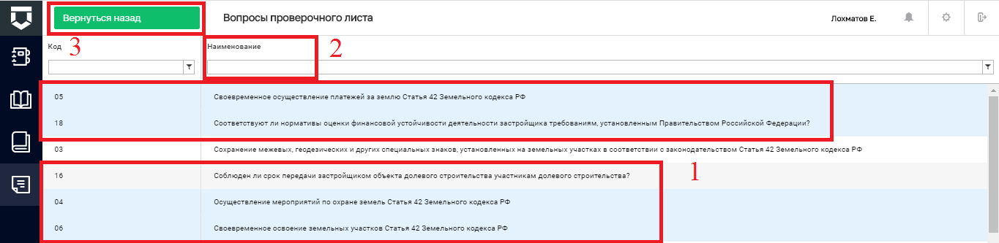 Вернуться назад
Вопросы проверочного листа
Лохматов Е.
Код
3
Наименование
2
05
Своевременное осуществление платежей за землю Статья 42 Земельного кодекса РФ
18
Соответствуют ли нормативы оценки финансовой устойчивости деятельности застройщика требованиям, установленным Правительством Российской Федерации?
03
Сохранение межевых, геодезических и других специальных знаков, установленных на земельных участках в соответствии с законодательством Статья 42 Земельного кодекса РФ
16
Соблюден ли срок передачи застройщиком объекта долевого строительства участникам долевого строительства?
1
04
Осуществление мероприятий по охране земель Статья 42 Земельного кодекса РФ
06
Своевременное освоение земельных участков Статья 42 Земельного кодекса РФ